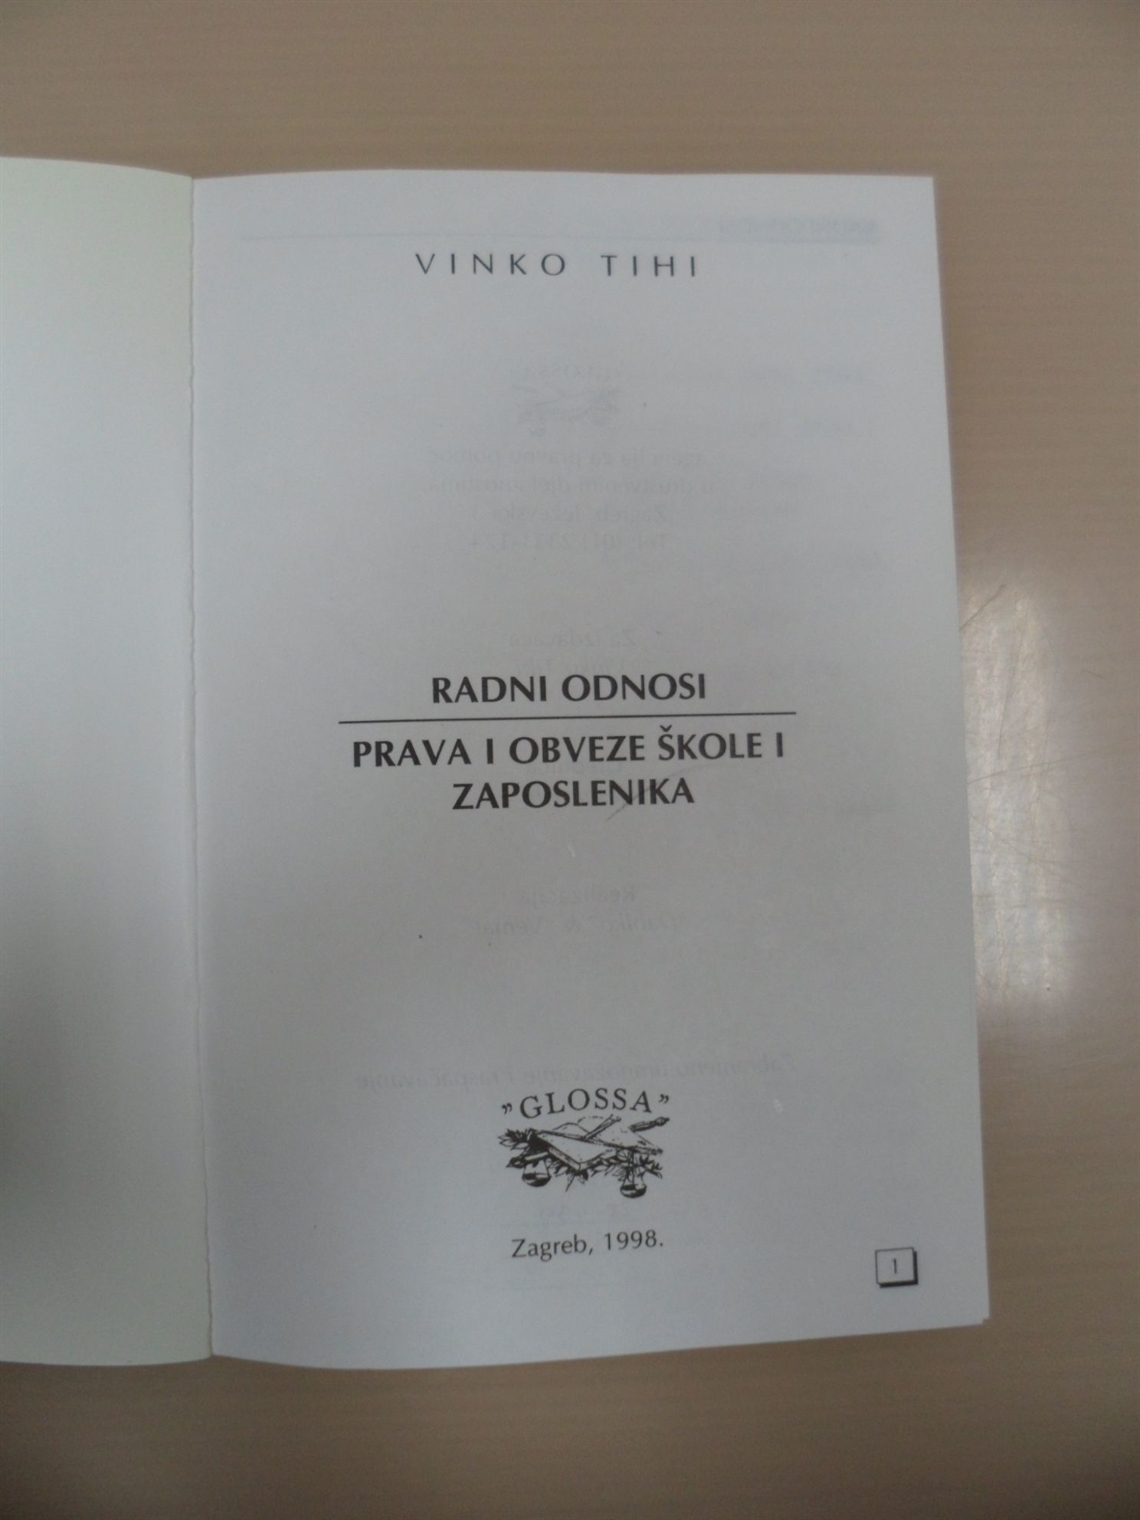 VINKO TIHI
RADNI ODNOSI
PRAVA I OBVEZE ŠKOLE I
ZAPOSLENIKA
"GLOSSA"
Zagreb, 1998.
1